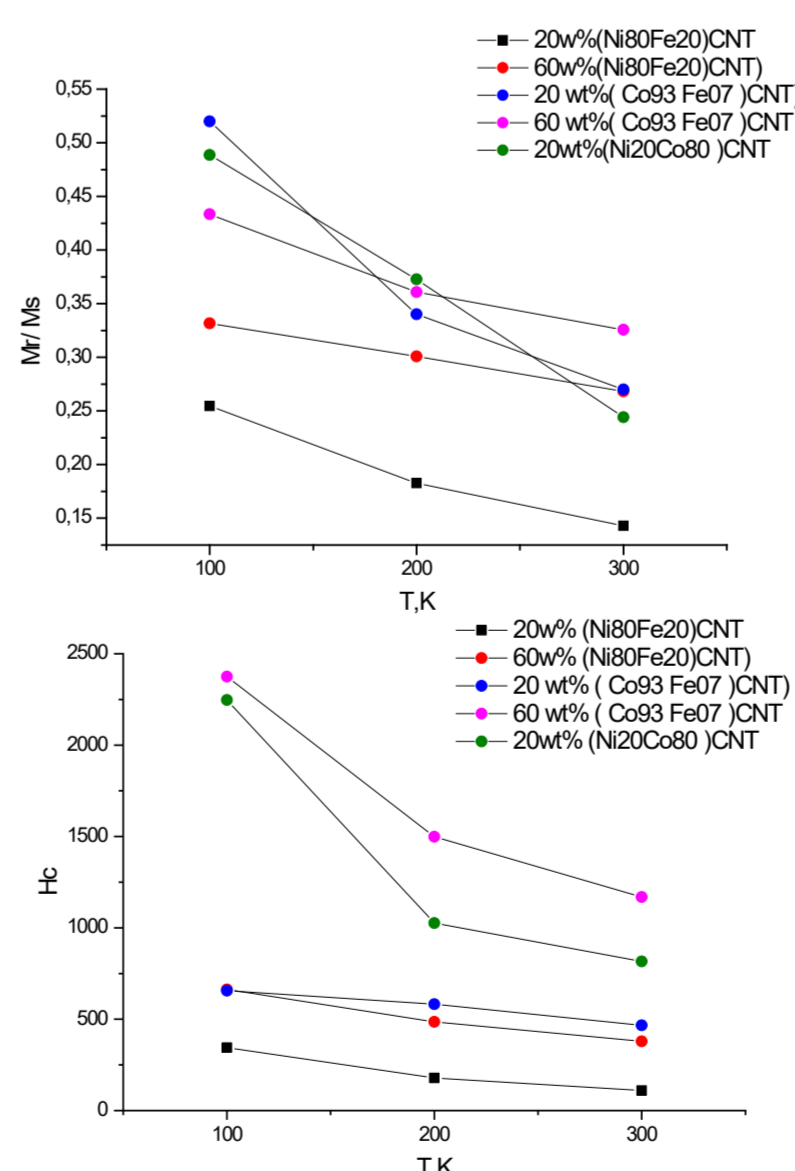 20w%(Ni80Fe20)CNT
60w%(Ni80Fe20)CNT)
20 wt%( Co93 Fe07 )CNT)
60 wt%( Co93 Fe07 )CNT
20wt%(Ni20Co80 )CNT
0,55
0,50
0,45
0,40
0,35
0,30
0,25
0,20
0,15
Mr/ Ms
100 200 300
T,K
20w% (Ni80Fe20)CNT
60w% (Ni80Fe20)CNT)
20 wt% ( Co93 Fe07 )CNT)
60 wt% ( Co93 Fe07 )CNT
20wt% (Ni20Co80 )CNT
2500
2000
1500
1000
500
0
Hc
100 200 300
T,K